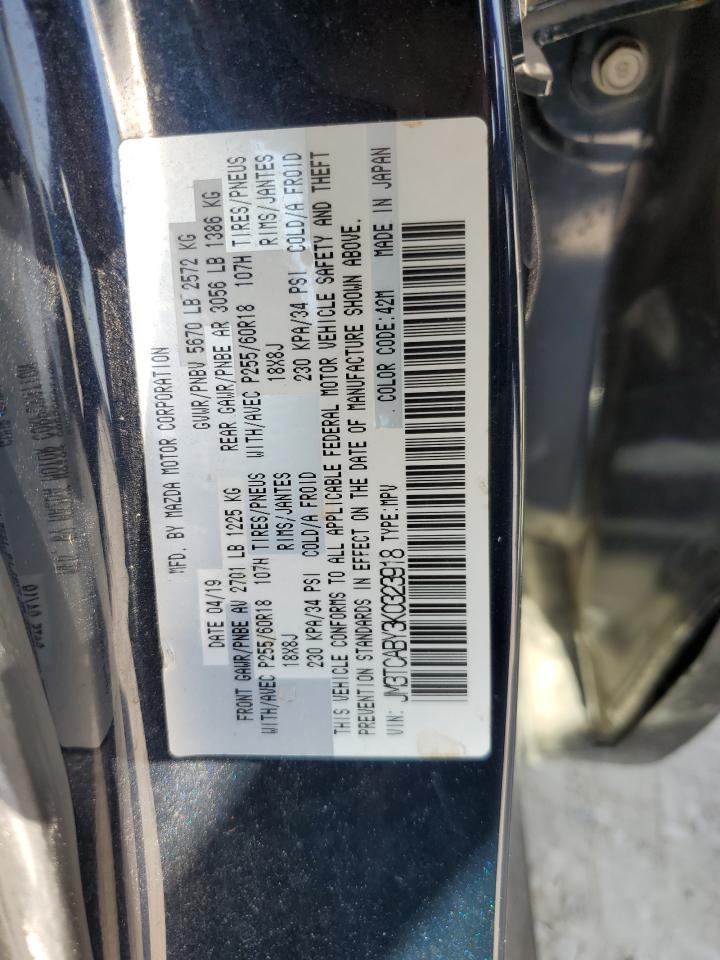 MFD. BY MAZDA MOTOR CORPORATION
DATE 04/19 GVWR/PNBV 5670 LB 2572 KG
FRONT GAWR/PNBE AV 2701 LB 1225 KG REAR GAWR/PNBE AR 3056 LB 1386 KG
WITH/AVEC P255/60R18 107H TIRES/PNEUS WITH/AVEC P255/60R18 107H TIRES/PNEUS
18X8J RIMS/JANTES 18X8J RIMS/JANTES
230 KPA/34 PSI COLD/A FROID 230 KPA/34 PSI COLD/A FROID
THIS VEHICLE CONFORMS TO ALL APPLICABLE FEDERAL MOTOR VEHICLE SAFETY AND THEFT
PREVENTION STANDARDS IN EFFECT ON THE DATE OF MANUFACTURE SHOWN ABOVE.
VIN: JM3TCABY3K0323918 TYPE:MPV COLOR CODE:42M MADE IN JAPAN